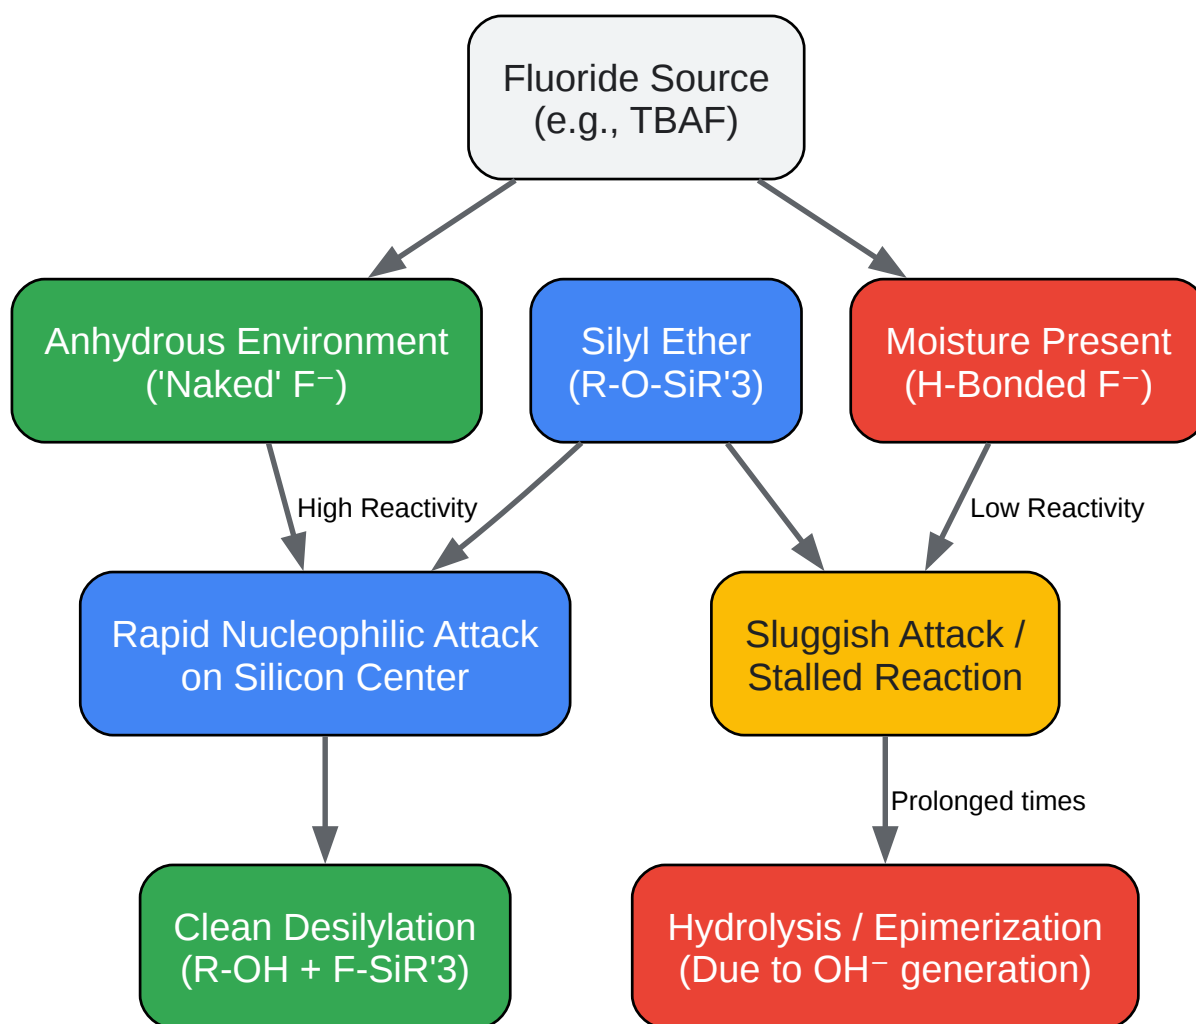 Fluoride Source
(e.g., TBAF)
Anhydrous Environment
('Naked' F⁻)
Silyl Ether
(R-O-SiR'3)
Moisture Present
(H-Bonded F⁻)
High Reactivity
Low Reactivity
Rapid Nucleophilic Attack
on Silicon Center
Sluggish Attack /
Stalled Reaction
Prolonged times
Clean Desilylation
(R-OH + F-SiR'3)
Hydrolysis / Epimerization
(Due to OH⁻ generation)